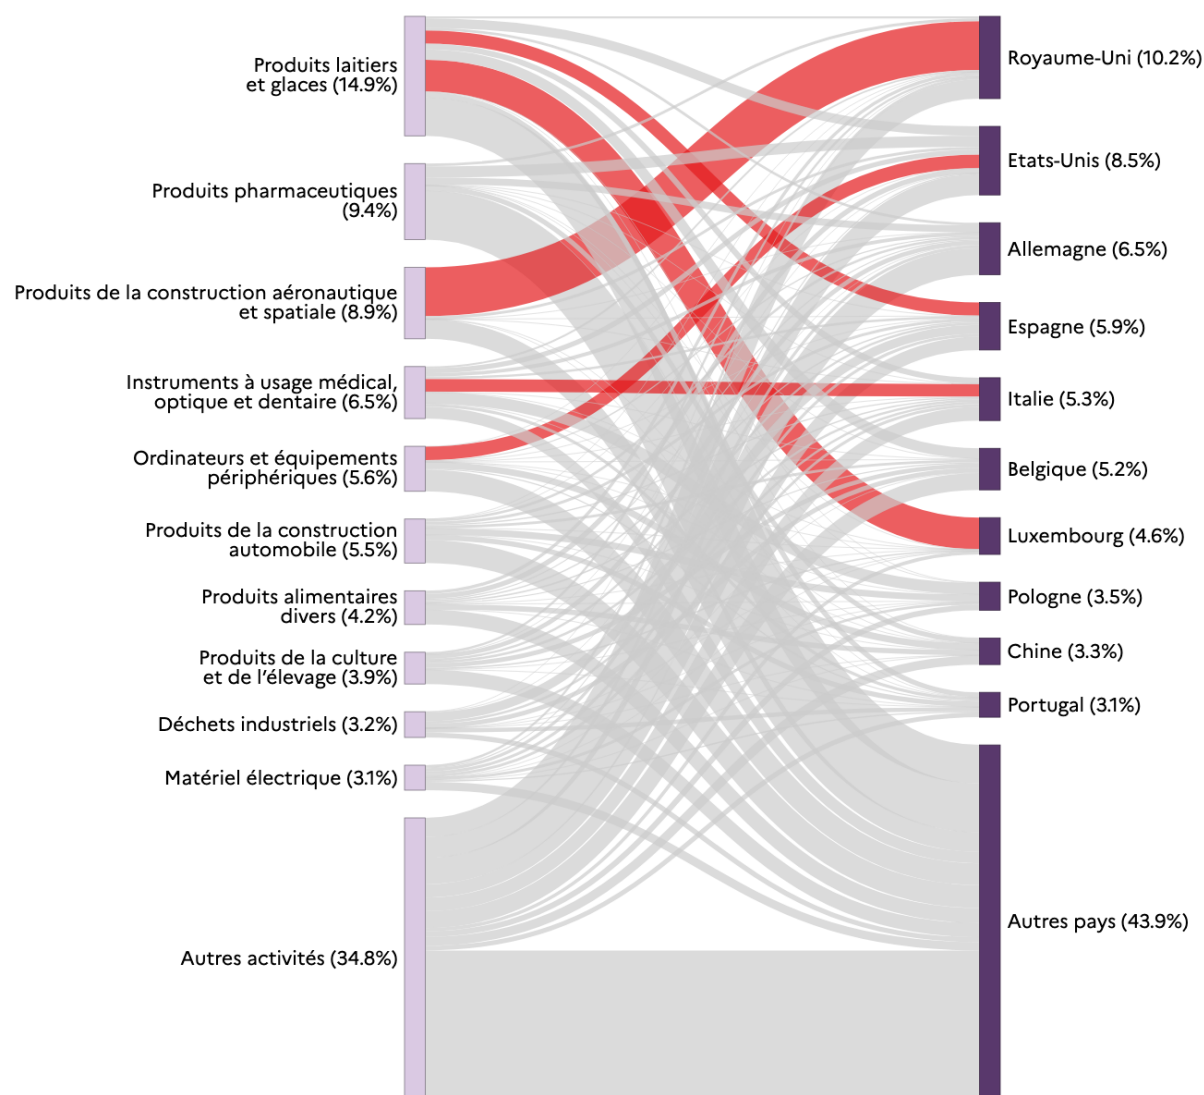 Produits laitiers
et glaces (14.9%)
Produits pharmaceutiques
(9.4%)
Produits de la construction aéronautique
et spatiale (8.9%)
Instruments à usage médical,
optique et dentaire (6.5%)
Ordinateurs et équipements
périphériques (5.6%)
Produits de la construction
automobile (5.5%)
Produits alimentaires
divers (4.2%)
Produits de la culture
et de l’élevage (3.9%)
Déchets industriels (3.2%)
Matériel électrique (3.1%)
Autres activités (34.8%)
Royaume-Uni (10.2%)
Etats-Unis (8.5%)
Allemagne (6.5%)
Espagne (5.9%)
Italie (5.3%)
Belgique (5.2%)
Luxembourg (4.6%)
Pologne (3.5%)
Chine (3.3%)
Portugal (3.1%)
Autres pays (43.9%)